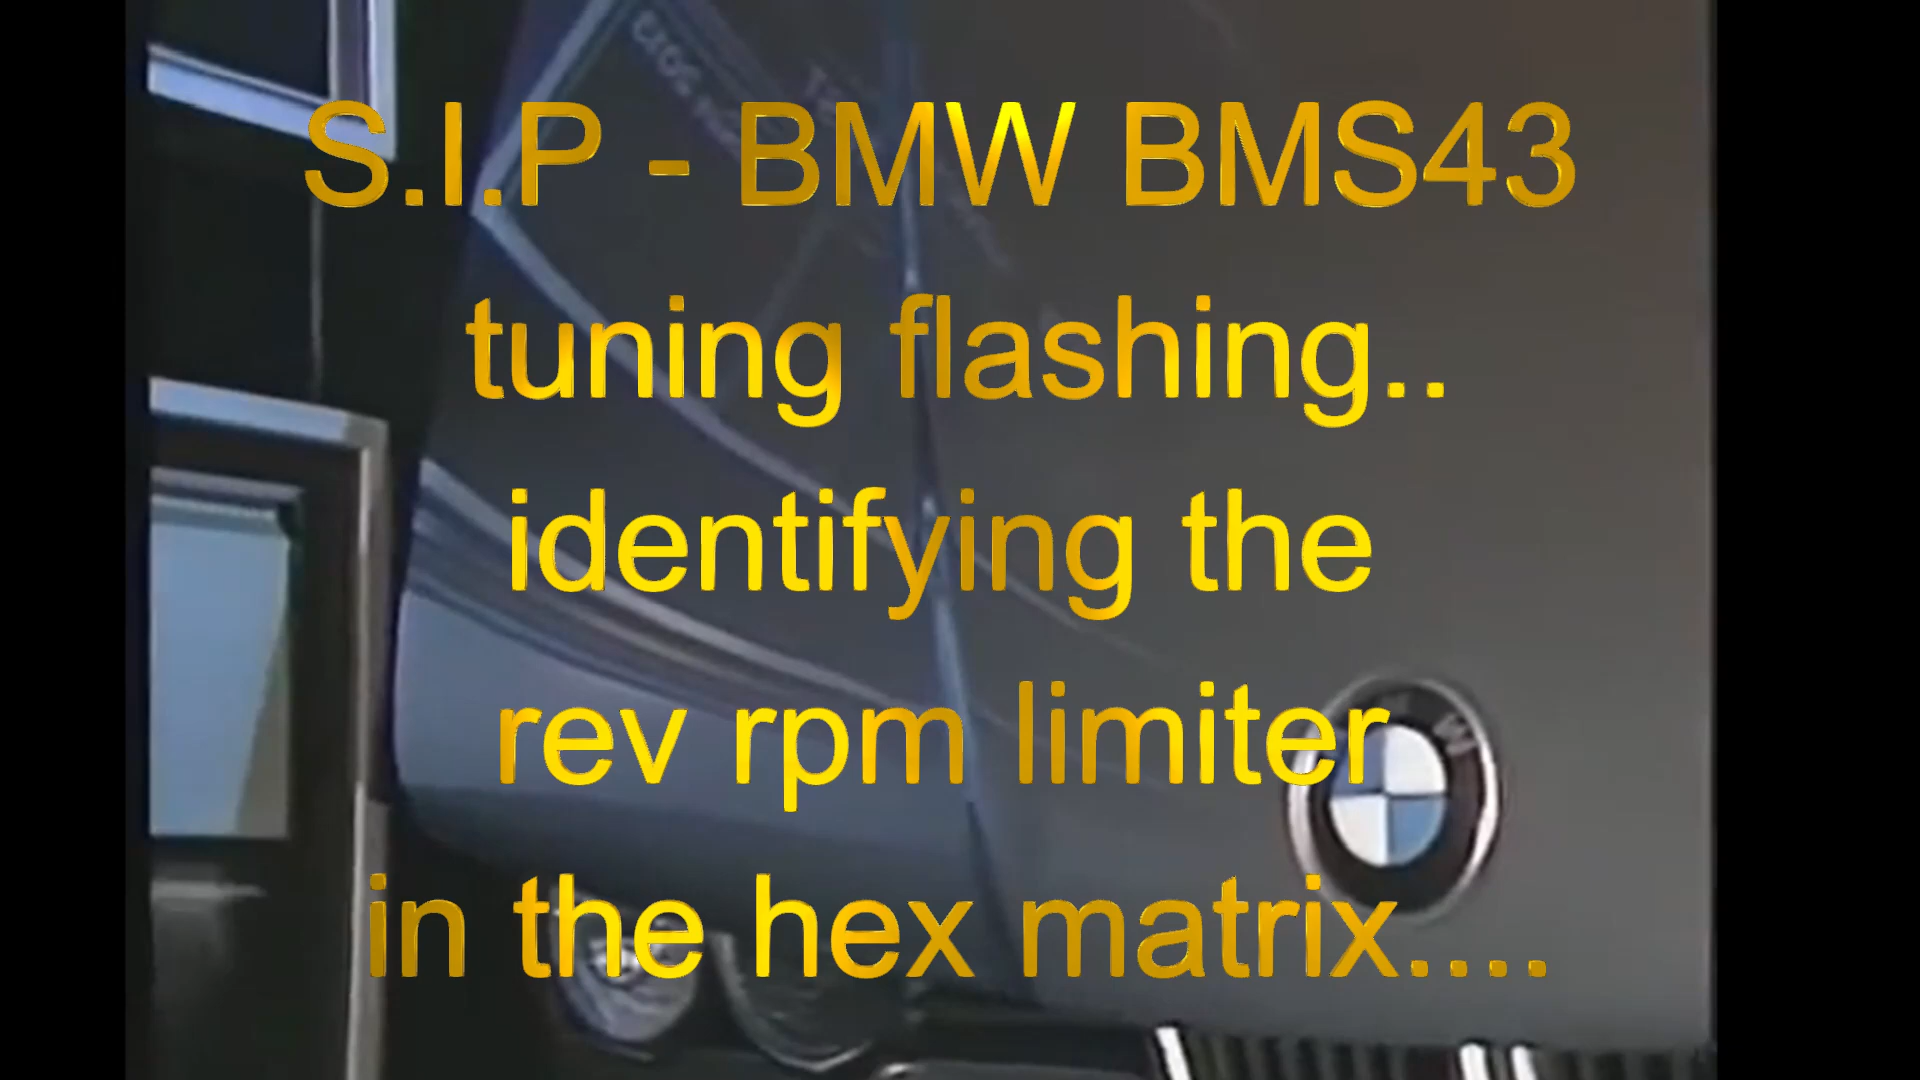 S.I.P - BMW BMS43
tuning flashing..
identifying the
rev rpm limiter
in the hex matrix....